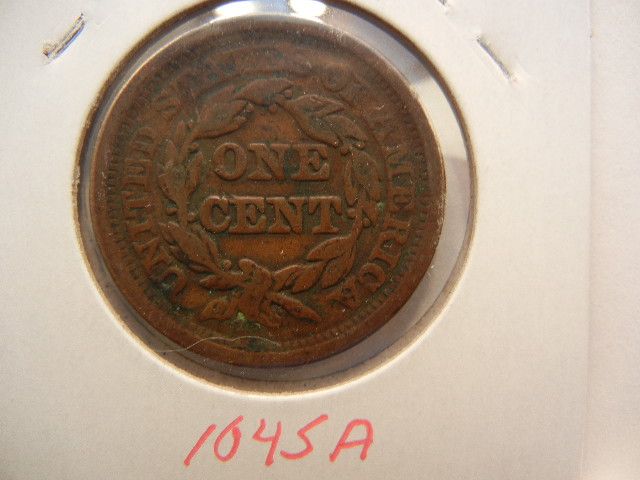 UNITED STATES OF AMERICA
ONE
CENT
1045A